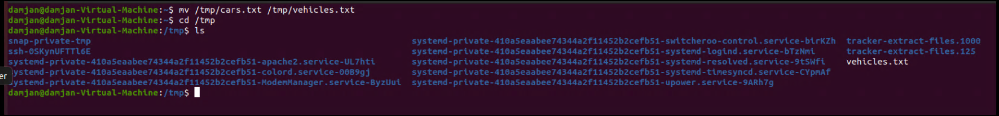 damjan@damjan-Virtual-Machine:~$ mv /tmp/cars.txt /tmp/vehicles.txt
damjan@damjan-Virtual-Machine:~$ cd /tmp
damjan@damjan-Virtual-Machine:/tmp$ ls
snap-private-tmp systemd-private-410a5eaabee74344a2f11452b2cefb51-switcheroo-control.service-birKZh tracker-extract-files.1000
ssh-0SKynUFTTl6E systemd-private-410a5eaabee74344a2f11452b2cefb51-systemd-logind.service-bTzNmi tracker-extract-files.125
systemd-private-410a5eaabee74344a2f11452b2cefb51-apache2.service-UL7hti systemd-private-410a5eaabee74344a2f11452b2cefb51-systemd-resolved.service-9tSWfi vehicles.txt
er
systemd-private-410a5eaabee74344a2f11452b2cefb51-colord.service-00B9gj systemd-private-410a5eaabee74344a2f11452b2cefb51-systemd-timesyncd.service-CYpmAf
systemd-private-410a5eaabee74344a2f11452b2cefb51-ModemManager.service-ByzUui systemd-private-410a5eaabee74344a2f11452b2cefb51-upower.service-9ARh7g
damjan@damjan-Virtual-Machine:/tmp$